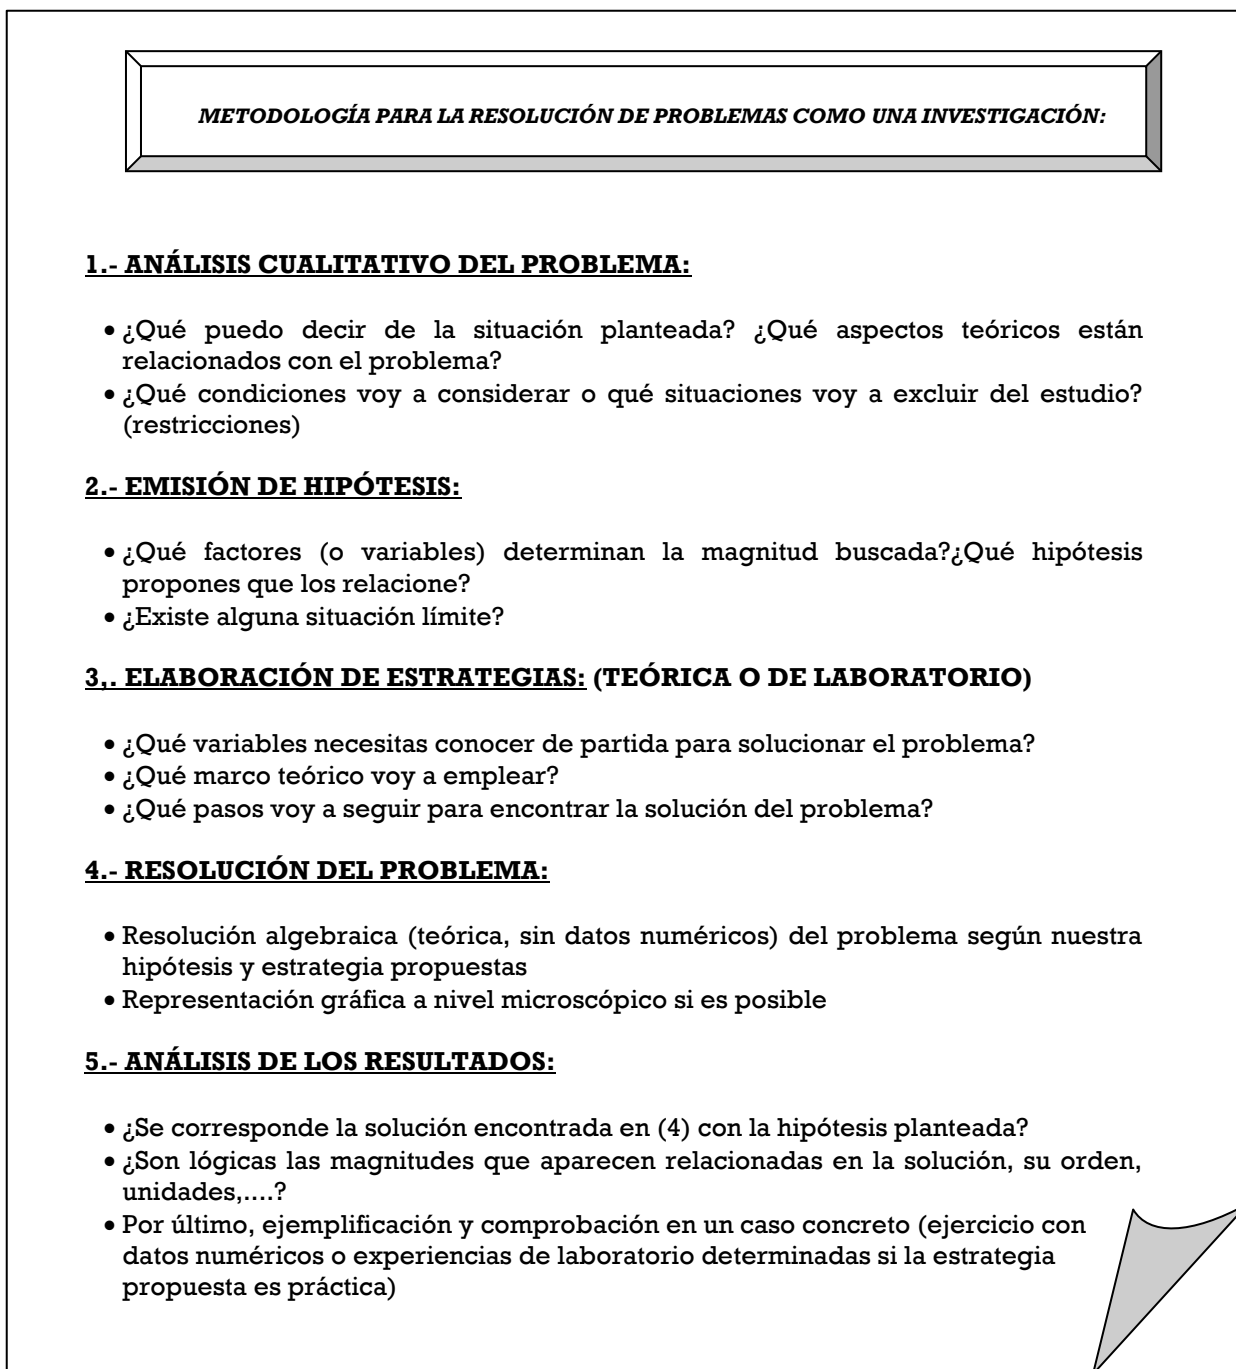 METODOLOGÍA PARA LA RESOLUCIÓN DE PROBLEMAS COMO UNA INVESTIGACIÓN:
1.- ANÁLISIS CUALITATIVO DEL PROBLEMA:
• ¿Qué puedo decir de la situación planteada? ¿Qué aspectos teóricos están
relacionados con el problema?
• ¿Qué condiciones voy a considerar o qué situaciones voy a excluir del estudio?
(restricciones)
2.- EMISIÓN DE HIPÓTESIS:
• ¿Qué factores (o variables) determinan la magnitud buscada?¿Qué hipótesis
propones que los relacione?
• ¿Existe alguna situación límite?
3,. ELABORACIÓN DE ESTRATEGIAS: (TEÓRICA O DE LABORATORIO)
• ¿Qué variables necesitas conocer de partida para solucionar el problema?
• ¿Qué marco teórico voy a emplear?
• ¿Qué pasos voy a seguir para encontrar la solución del problema?
4.- RESOLUCIÓN DEL PROBLEMA:
• Resolución algebraica (teórica, sin datos numéricos) del problema según nuestra
hipótesis y estrategia propuestas
• Representación gráfica a nivel microscópico si es posible
5.- ANÁLISIS DE LOS RESULTADOS:
• ¿Se corresponde la solución encontrada en (4) con la hipótesis planteada?
• ¿Son lógicas las magnitudes que aparecen relacionadas en la solución, su orden,
unidades,....?
• Por último, ejemplificación y comprobación en un caso concreto (ejercicio con
datos numéricos o experiencias de laboratorio determinadas si la estrategia
propuesta es práctica)